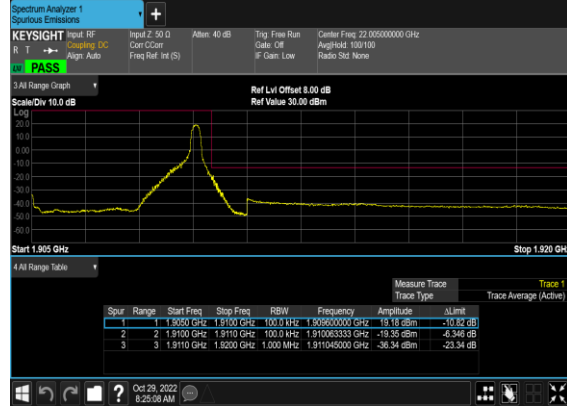 Spectrum Analyzer 1
Spurious Emissions
KEYSIGHT Input: RF Input Z: 50 Ω Atten: 40 dB Trig: Free Run Center Freq: 22.005000000 GHz
R T Coupling: DC Corr CCorr Gate: Off Avg|Hold: 100/100
Align: Auto Freq Ref: Int (S) IF Gain: Low Radio Std: None
PASS
3 All Range Graph
Ref Lvl Offset 8.00 dB
Scale/Div 10.0 dB Ref Value 30.00 dBm
Log
20.0
10.0
0.00
-10.0
-20.0
-30.0
-40.0
-50.0
-60.0
Start 1.905 GHz Stop 1.920 GHz
4 All Range Table
Measure Trace Trace 1
Trace Type Trace Average (Active)
Spur Range Start Freq Stop Freq RBW Frequency Amplitude ΔLimit
1 1 1.9050 GHz 1.9100 GHz 100.0 kHz 1.909600000 GHz 19.18 dBm -10.82 dB
2 2 1.9100 GHz 1.9110 GHz 100.0 kHz 1.910063333 GHz -19.35 dBm -6.346 dB
3 3 1.9110 GHz 1.9200 GHz 1.000 MHz 1.911045000 GHz -36.34 dBm -23.34 dB
? Oct 29, 2022
8:25:08 AM